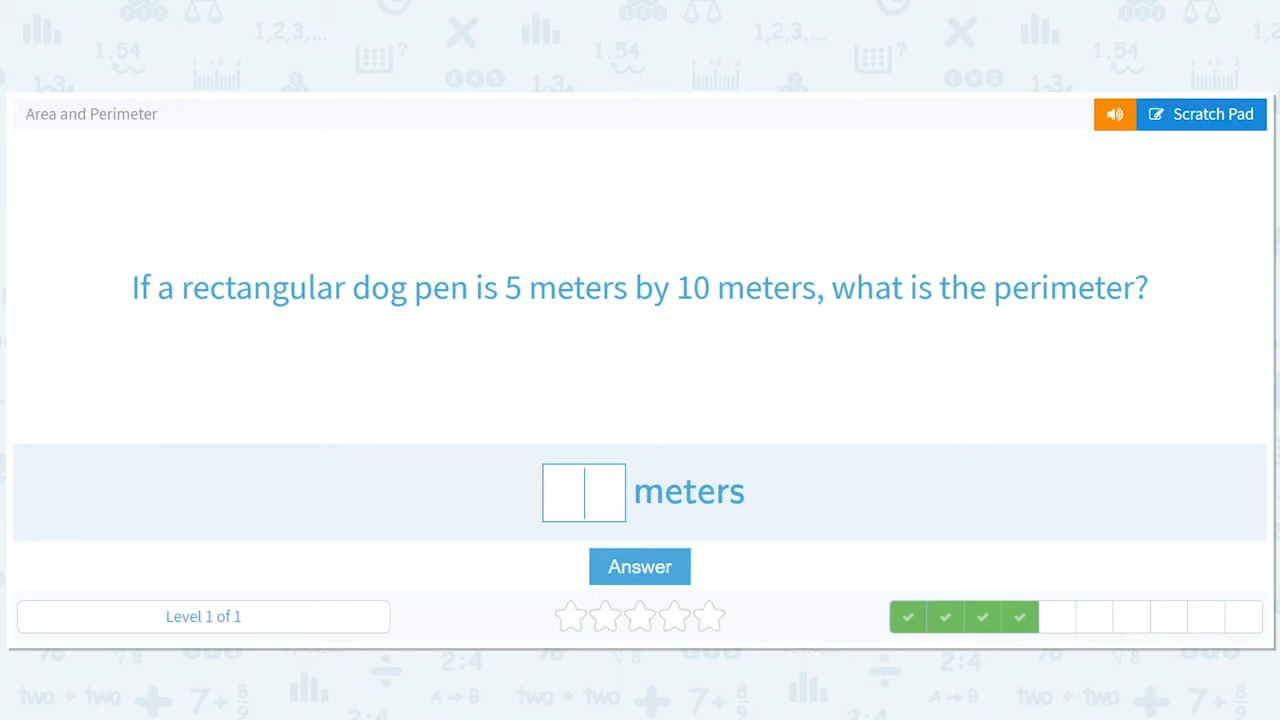 Area and Perimeter
Scratch Pad
If a rectangular dog pen is 5 meters by 10 meters, what is the perimeter?
meters
Answer
Level 1 of 1